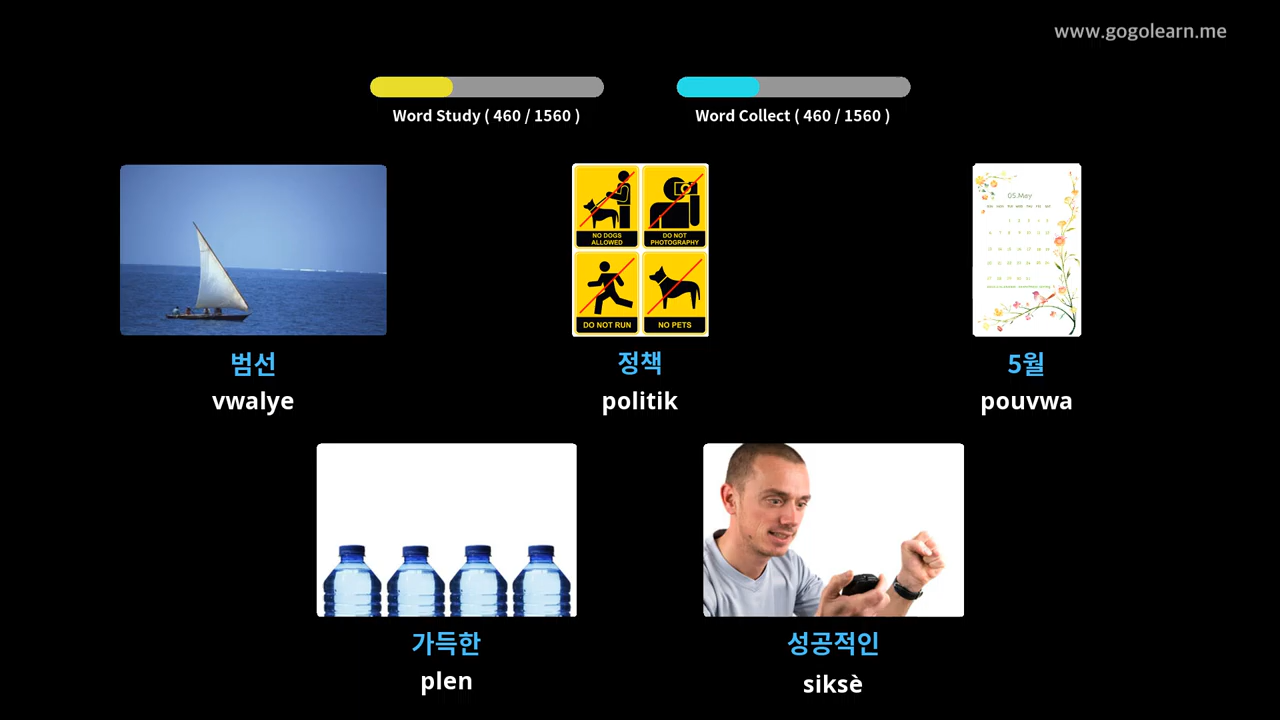 www.gogolearn.me
Word Study ( 460 / 1560 )
Word Collect ( 460 / 1560 )
NO DOGS
ALLOWED
DO NOT
PHOTOGRAPHY
DO NOT RUN
NO PETS
05.May
범선
정책
5월
vwalye
politik
pouvwa
가득한
성공적인
plen
siksè